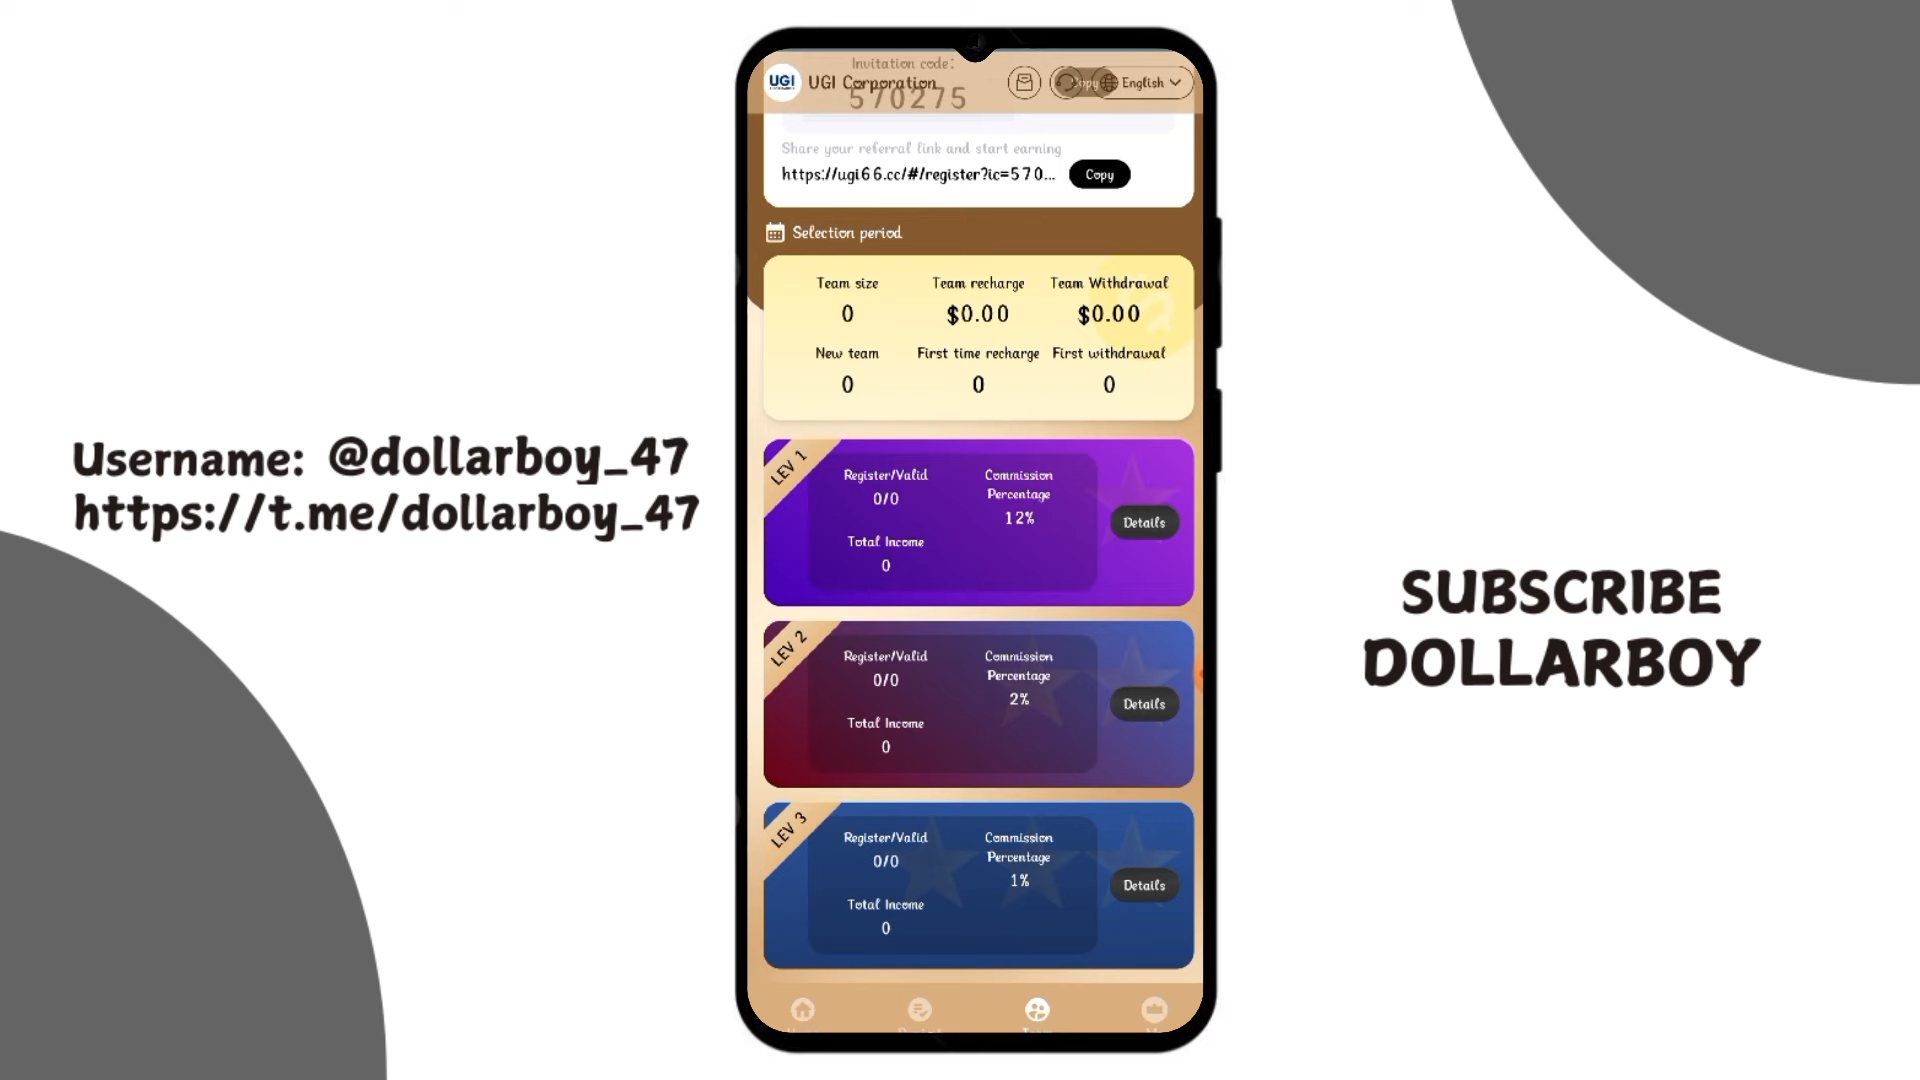 Username: @dollarboy_47
https://t.me/dollarboy_47
Invitation code:
UGI
UGI Corporation
570275
Copy
English
Share your referral link and start earning
https://ugi66.cc/#/register?ic=570...
Copy
Selection period
Team size
Team recharge
Team Withdrawal
0
$0.00
$0.00
New team
First time recharge
First withdrawal
0
0
0
LEV 1
Register/Valid
0/0
Commission
Percentage
12%
Total Income
0
Details
LEV 2
Register/Valid
0/0
Commission
Percentage
2%
Total Income
0
Details
LEV 3
Register/Valid
0/0
Commission
Percentage
1%
Total Income
0
Details
SUBSCRIBE
DOLLARBOY